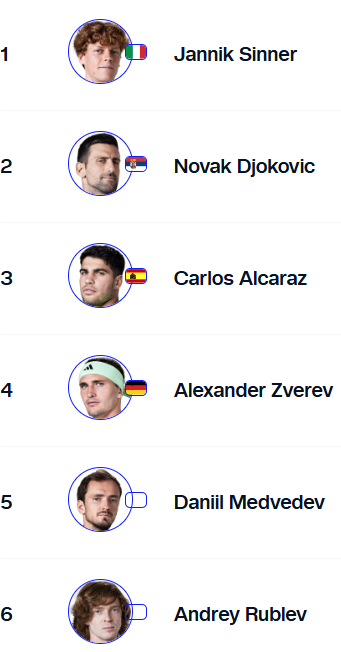 1
Jannik Sinner
2
Novak Djokovic
3
Carlos Alcaraz
4
Alexander Zverev
5
Daniil Medvedev
6
Andrey Rublev